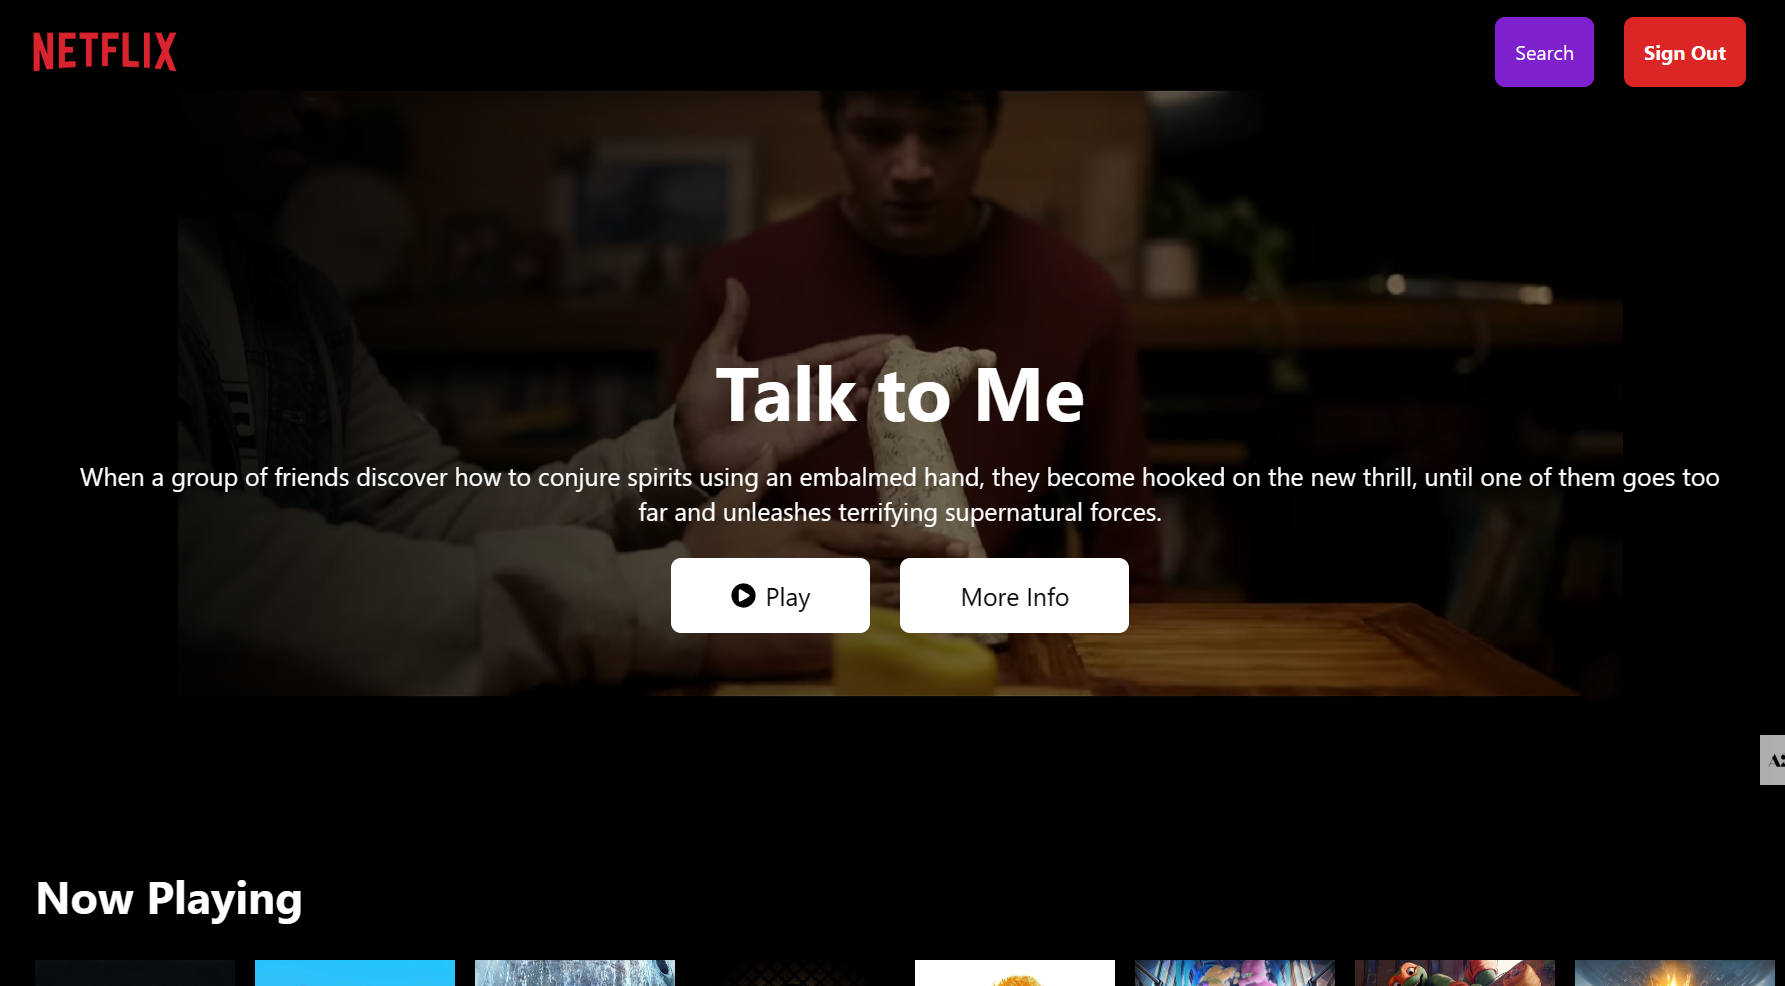 NETFLIX
Search
Sign Out
Talk to Me
When a group of friends discover how to conjure spirits using an embalmed hand, they become hooked on the new thrill, until one of them goes too
far and unleashes terrifying supernatural forces.
Play
More Info
Now Playing